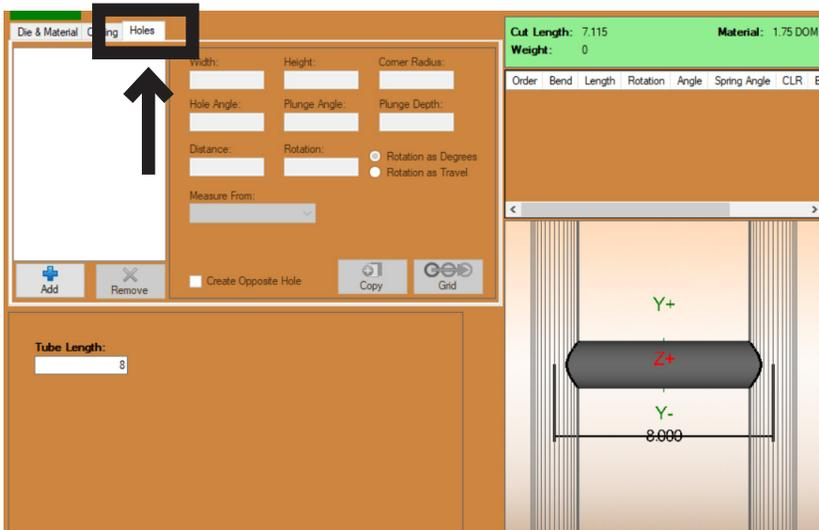 Die & Material
Holes
Width: Height: Corner Radius:
Hole Angle: Plunge Angle: Plunge Depth:
Distance: Rotation:
Rotation as Degrees
Rotation as Travel
Measure From:
Add
Remove
Create Opposite Hole
Copy
Grid
Tube Length:
8
Cut Length: 7.115 Material: 1.75 DOM
Weight: 0
Order Bend Length Rotation Angle Spring Angle CLR
Y+
Z+
Y-
8.000